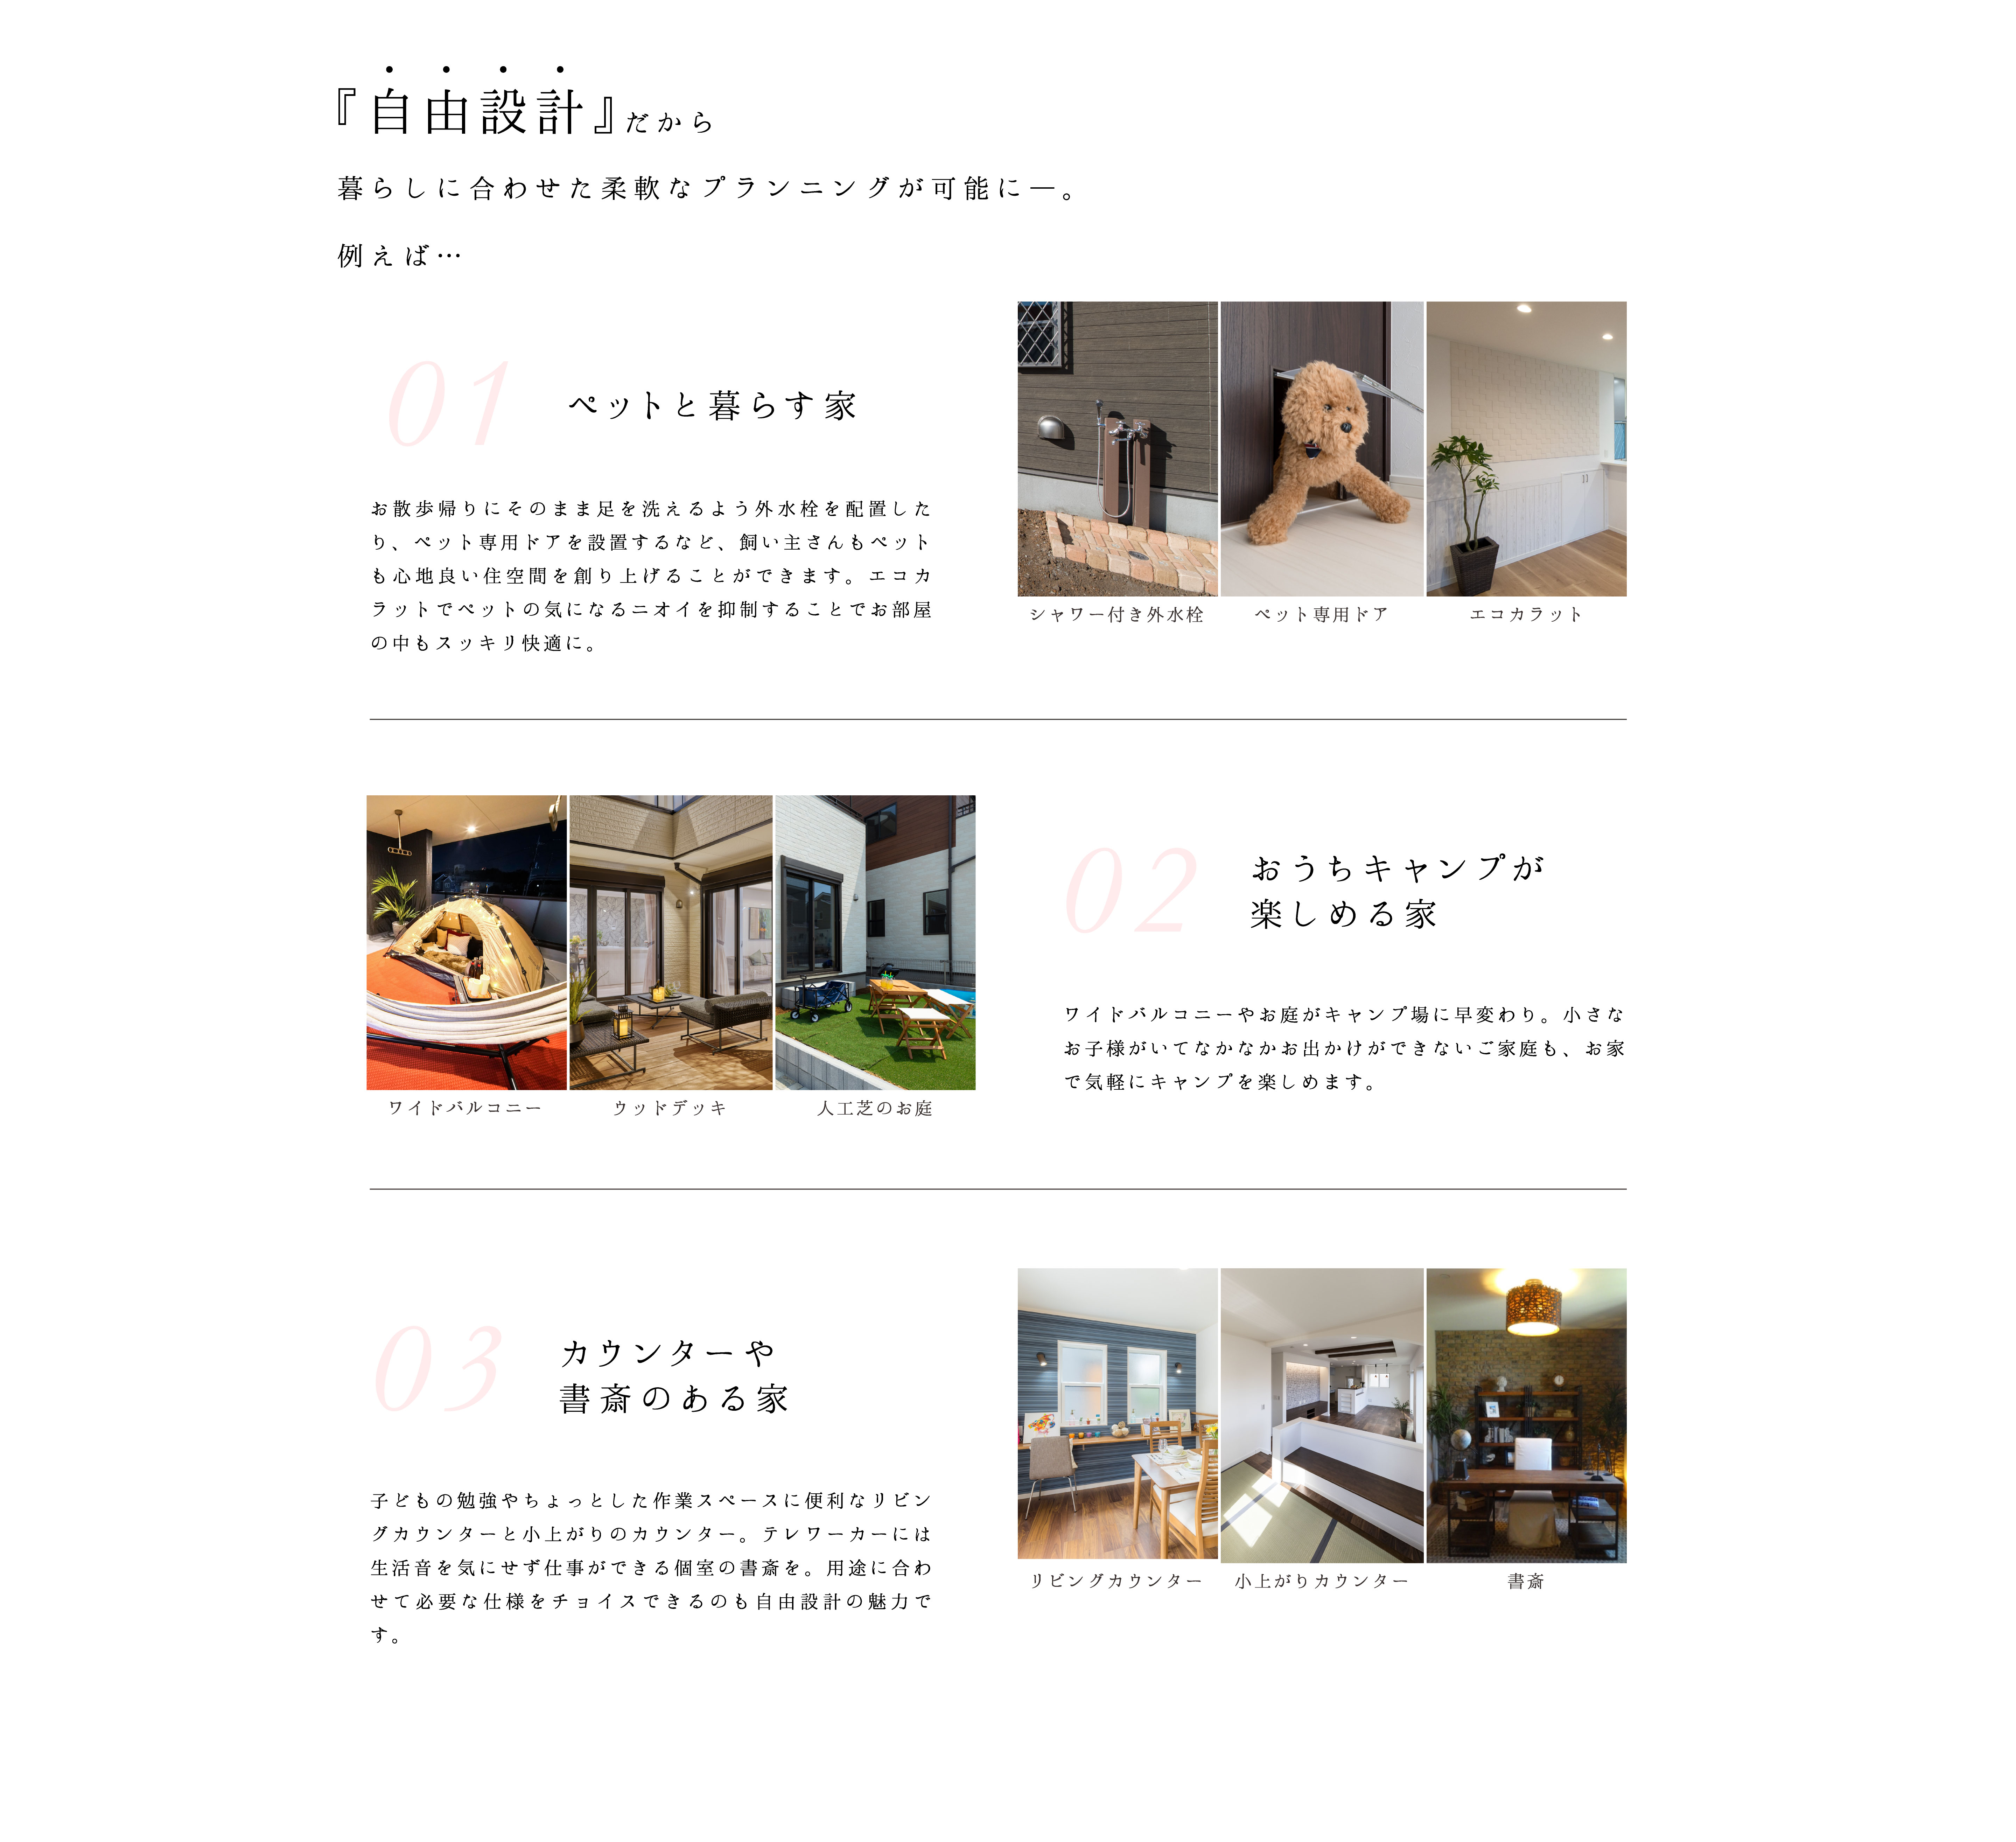 『自由設計』だから
暮らしに合わせた柔軟なプランニングが可能に―。
例えば…
01
ペットと暮らす家
お散歩帰りにそのまま足を洗えるよう外水栓を配置した
り、ペット専用ドアを設置するなど、飼い主さんもペット
も心地良い住空間を創り上げることができます。エコカ
ラットでペットの気になるニオイを抑制することでお部屋
の中もスッキリ快適に。
シャワー付き外水栓
ペット専用ドア
エコカラット
02
おうちキャンプが
楽しめる家
ワイドバルコニーやお庭がキャンプ場に早変わり。小さな
お子様がいてなかなかお出かけができないご家庭も、お家
で気軽にキャンプを楽しめます。
ワイドバルコニー
ウッドデッキ
人工芝のお庭
03
カウンターや
書斎のある家
子どもの勉強やちょっとした作業スペースに便利なリビン
グカウンターと小上がりのカウンター。テレワーカーには
生活音を気にせず仕事ができる個室の書斎を。用途に合わ
せて必要な仕様をチョイスできるのも自由設計の魅力で
す。
リビングカウンター
小上がりカウンター
書斎